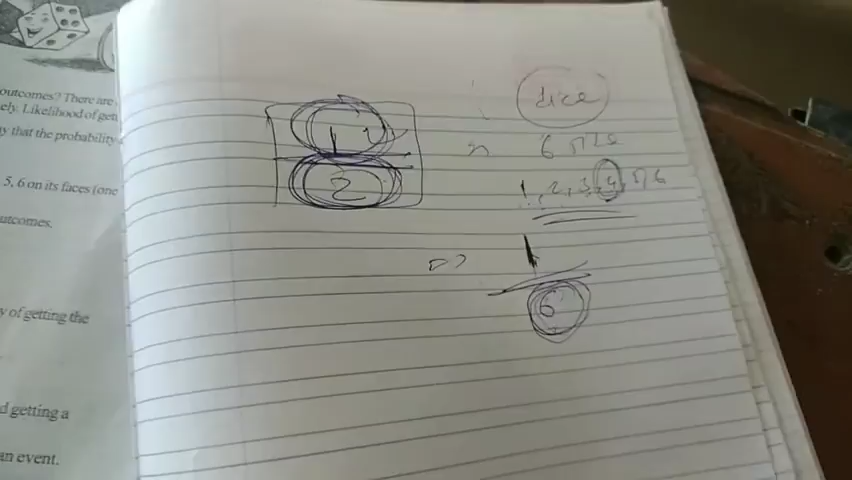 outcomes? There are
ely. Likelihood of gett
y that the probability
5, 6 on its faces (one
utcomes.
y of getting the
d getting a
an event.
1
2
dice
6
1, 2, 3, 4, 5, 6
1
6